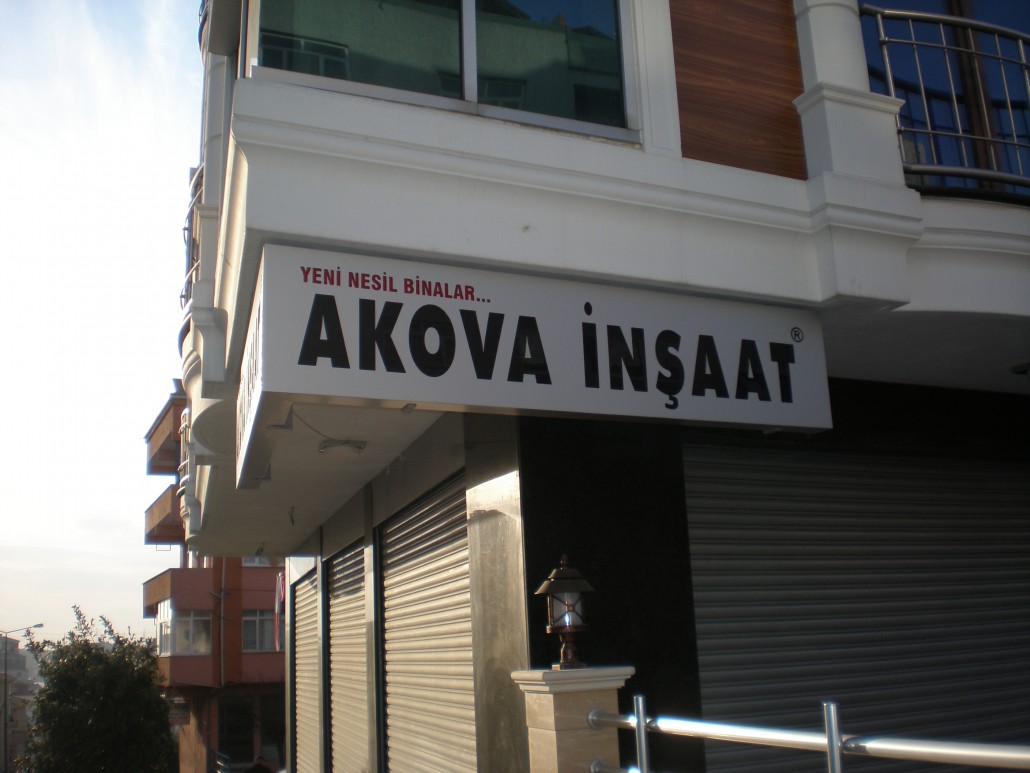 YENİ NESİL BİNALAR...
AKOVA İNŞAAT®